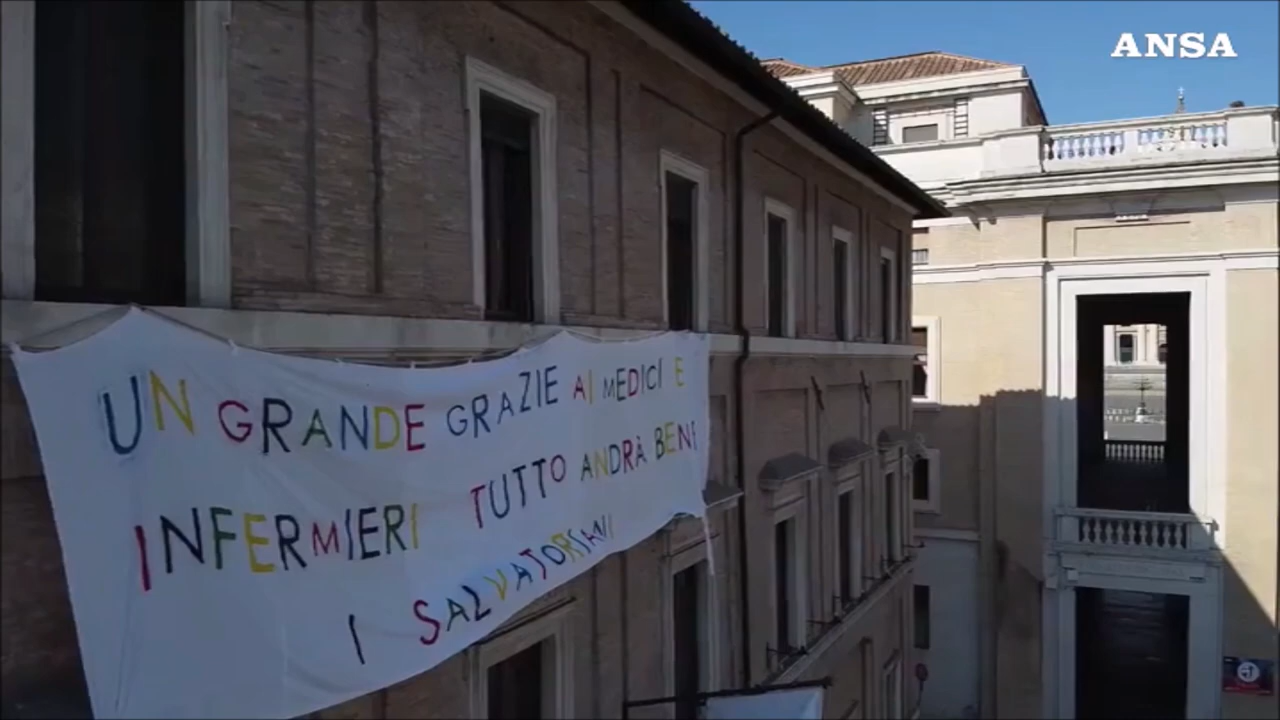 ANSA
UN GRANDE GRAZIE AI MEDICI E
INFERMIERI TUTTO ANDRÀ BENE
I SALVATORIANI